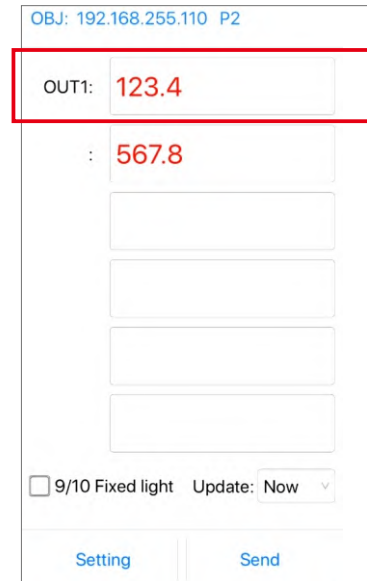 OBJ: 192.168.255.110 P2
OUT1: 123.4
: 567.8
9/10 Fixed light Update: Now
Setting Send